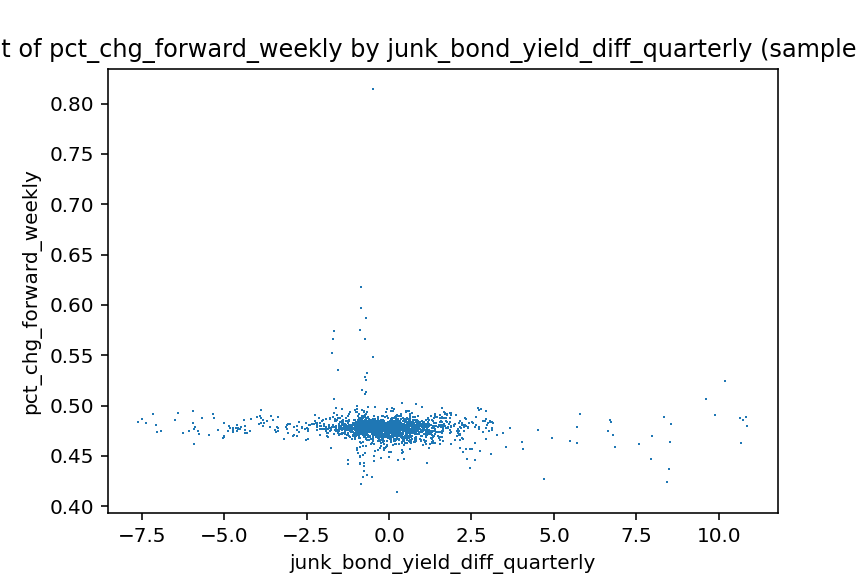 t of pct_chg_forward_weekly by junk_bond_yield_diff_quarterly (sample
pct_chg_forward_weekly
0.80
0.75
0.70
0.65
0.60
0.55
0.50
0.45
0.40
−7.5 −5.0 −2.5 0.0 2.5 5.0 7.5 10.0
junk_bond_yield_diff_quarterly